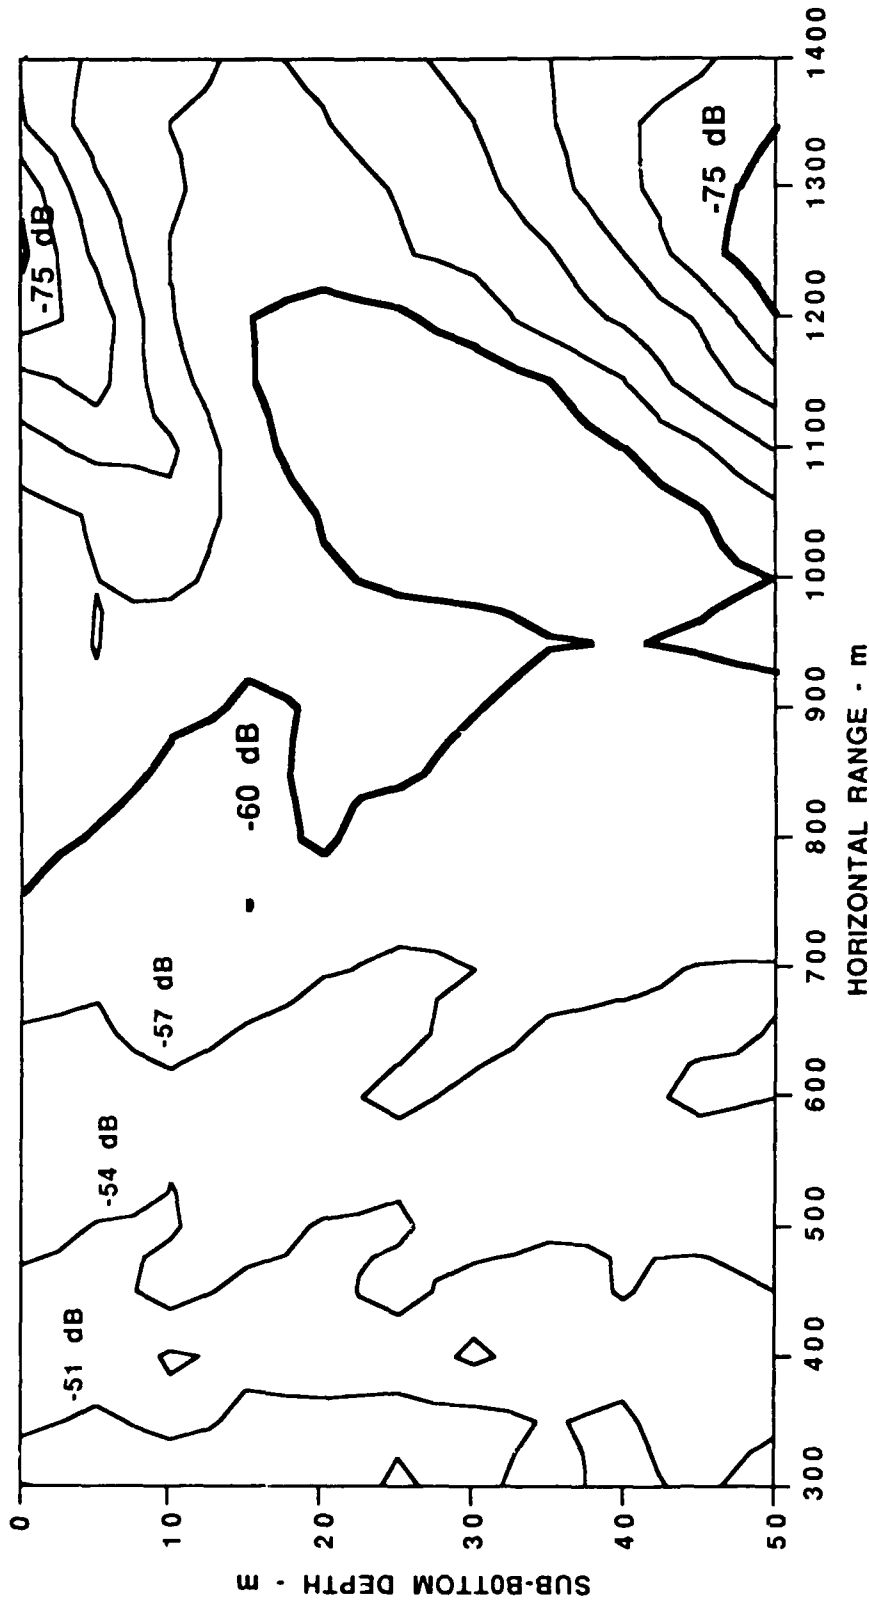 SUB-BOTTOM DEPTH - m
0
10
20
30
40
50
-51 dB
-54 dB
-57 dB
-60 dB
-75 dB
-75 dB
300
400
500
600
700
800
900
1000
1100
1200
1300
1400
HORIZONTAL RANGE - m